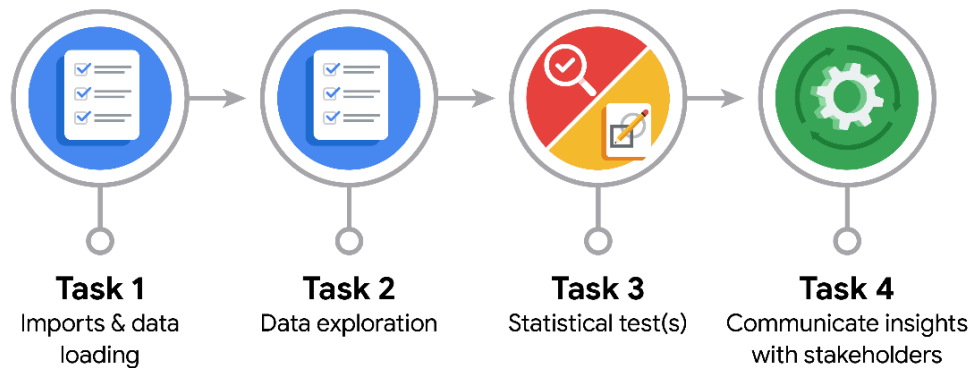 Task 1
Imports & data
loading
Task 2
Data exploration
Task 3
Statistical test(s)
Task 4
Communicate insights
with stakeholders